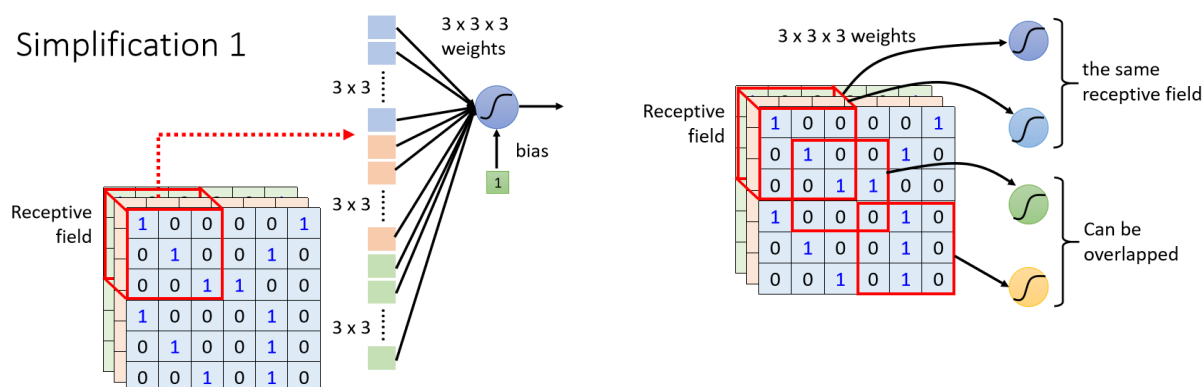 Simplification 1
3 x 3 x 3
weights
3 x 3
bias
1
3 x 3
3 x 3
Receptive
field
1 0 0 0 0 1
0 1 0 0 1 0
0 0 1 1 0 0
1 0 0 0 1 0
0 1 0 0 1 0
0 0 1 0 1 0
3 x 3 x 3 weights
the same
receptive field
Receptive
field
1 0 0 0 0 1
0 1 0 0 1 0
0 0 1 1 0 0
1 0 0 0 1 0
0 1 0 0 1 0
0 0 1 0 1 0
Can be
overlapped